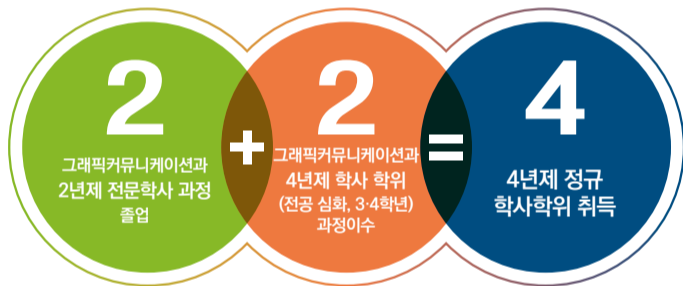 2
그래픽커뮤니케이션과
2년제 전문학사 과정
졸업
+
2
그래픽커뮤니케이션과
4년제 학사 학위
(전공 심화, 3·4학년)
과정이수
=
4
4년제 정규
학사학위 취득